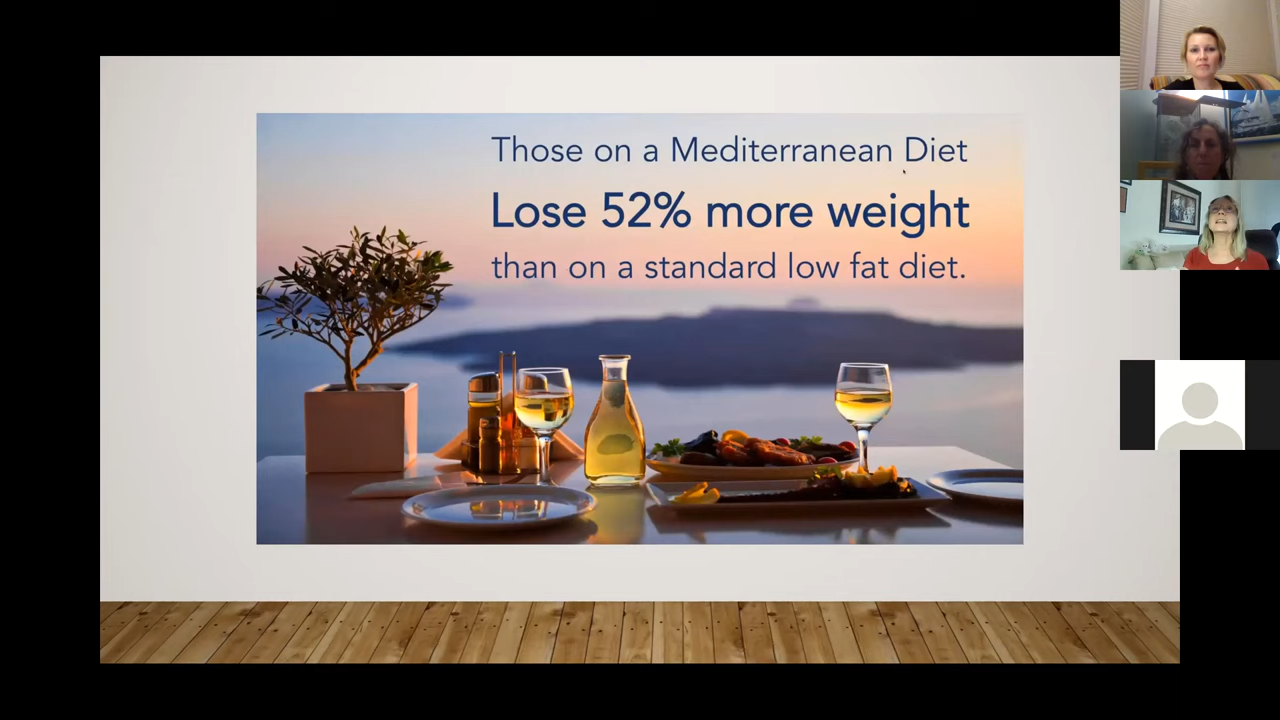 Those on a Mediterranean Diet
Lose 52% more weight
than on a standard low fat diet.